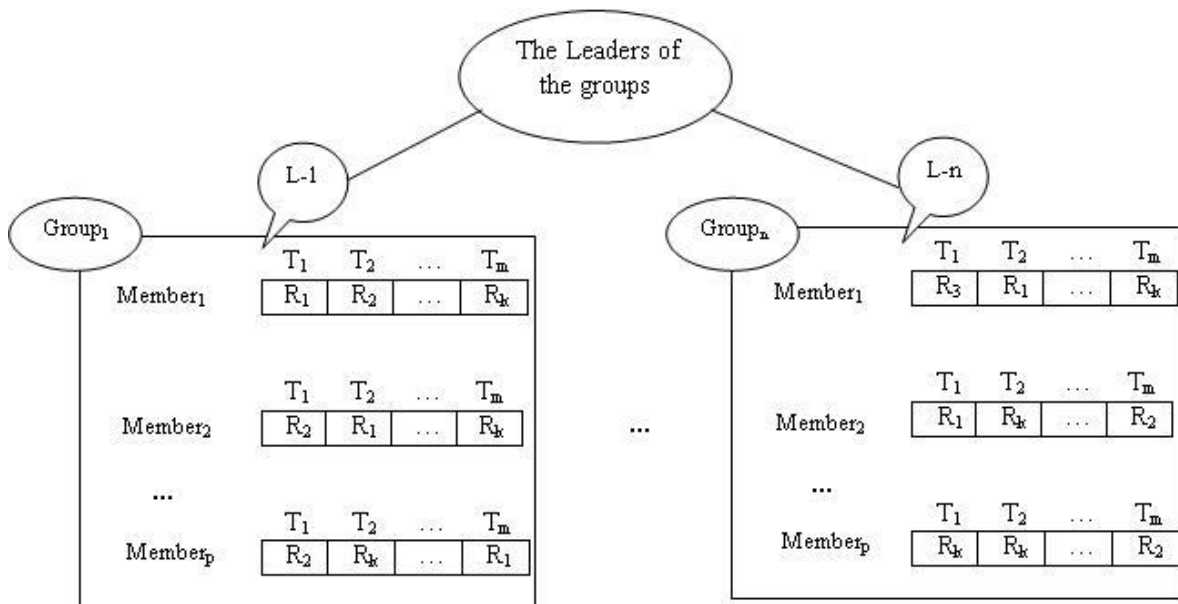 The Leaders of
the groups
L-1
L-n
Group₁
T₁ T₂ ... Tₘ
Member₁ R₁ R₂ ... Rₖ
T₁ T₂ ... Tₘ
Member₂ R₂ R₁ ... Rₖ
...
T₁ T₂ ... Tₘ
Memberₚ R₂ Rₖ ... R₁
...
Groupₙ
T₁ T₂ ... Tₘ
Member₁ R₃ R₁ ... Rₖ
T₁ T₂ ... Tₘ
Member₂ R₁ Rₖ ... R₂
...
T₁ T₂ ... Tₘ
Memberₚ Rₖ Rₖ ... R₂